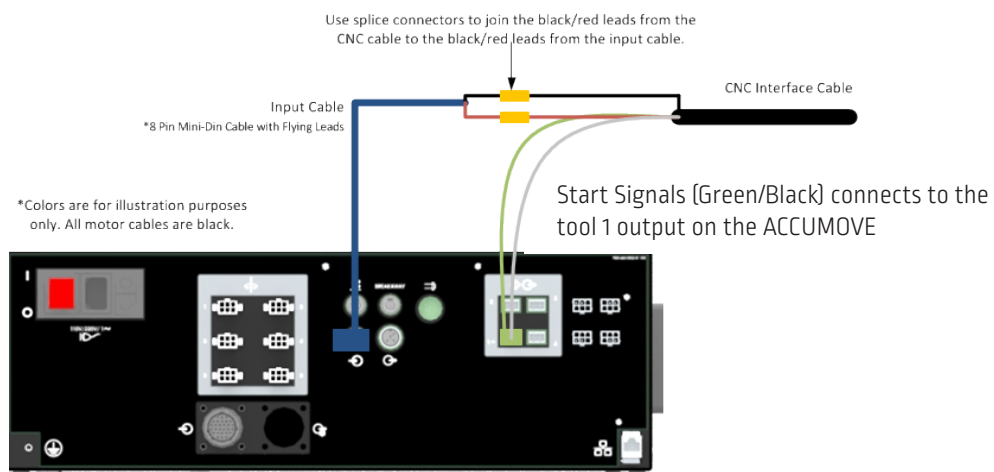 Use splice connectors to join the black/red leads from the
CNC cable to the black/red leads from the input cable.
CNC Interface Cable
Input Cable
*8 Pin Mini-Din Cable with Flying Leads
Start Signals (Green/Black) connects to the
tool 1 output on the ACCUMOVE
*Colors are for illustration purposes
only. All motor cables are black.
BREAKAWAY
I
O